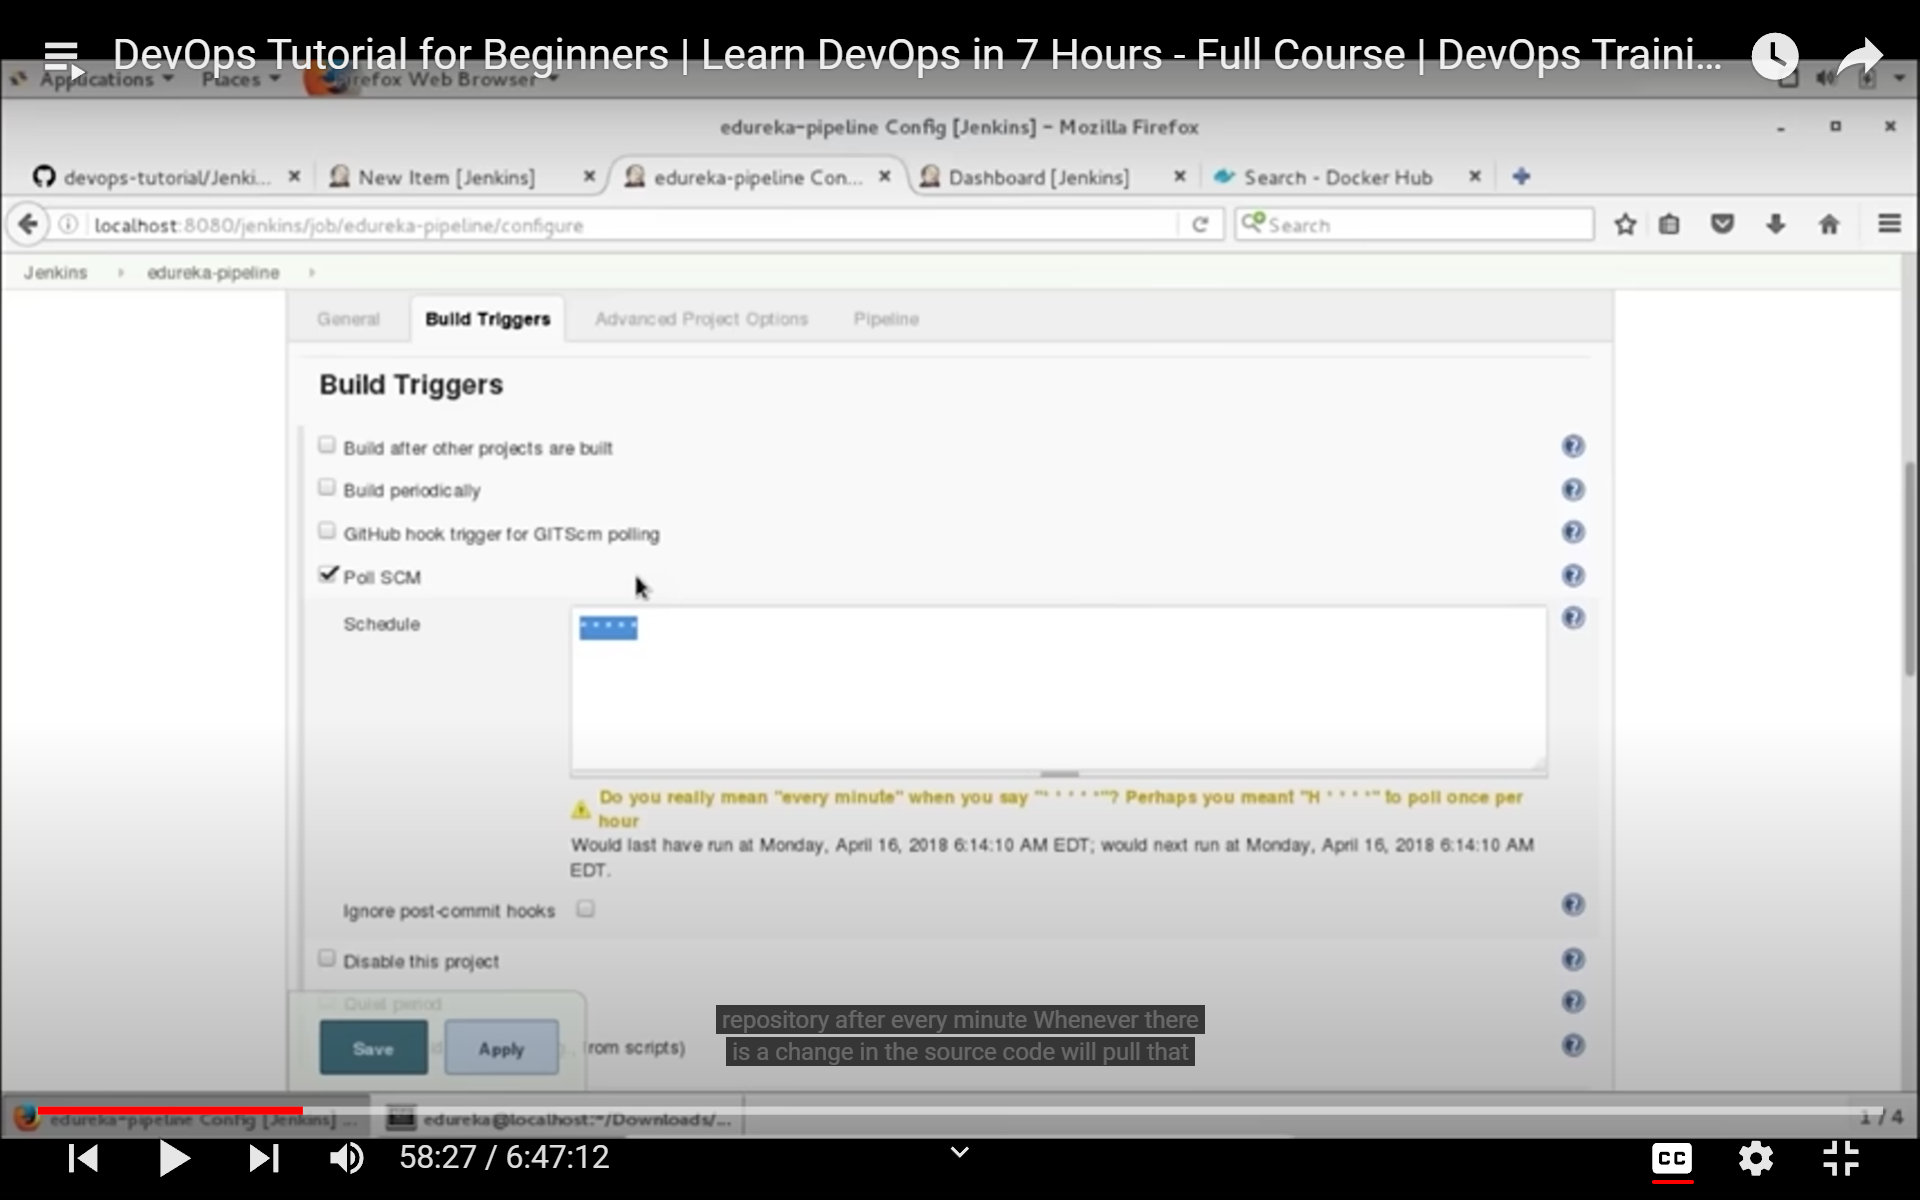 DevOps Tutorial for Beginners | Learn DevOps in 7 Hours - Full Course | DevOps Traini...
Applications Places Firefox Web Browser
edureka-pipeline Config [Jenkins] - Mozilla Firefox
devops-tutorial/Jenki... New Item [Jenkins] edureka-pipeline Con... Dashboard [Jenkins] Search - Docker Hub
localhost:8080/jenkins/job/edureka-pipeline/configure Search
Jenkins edureka-pipeline
General Build Triggers Advanced Project Options Pipeline
Build Triggers
Build after other projects are built
Build periodically
GitHub hook trigger for GITScm polling
Poll SCM
Schedule * * * * *
Do you really mean "every minute" when you say "* * * * *"? Perhaps you meant "H * * * *" to poll once per
hour
Would last have run at Monday, April 16, 2018 6:14:10 AM EDT; would next run at Monday, April 16, 2018 6:14:10 AM
EDT.
Ignore post-commit hooks
Disable this project
Quiet period
Save Apply rom scripts)
repository after every minute Whenever there
is a change in the source code will pull that
edureka-pipeline Config [Jenkins] ... edureka@localhost:~/Downloads/... 1 / 4
58:27 / 6:47:12 CC